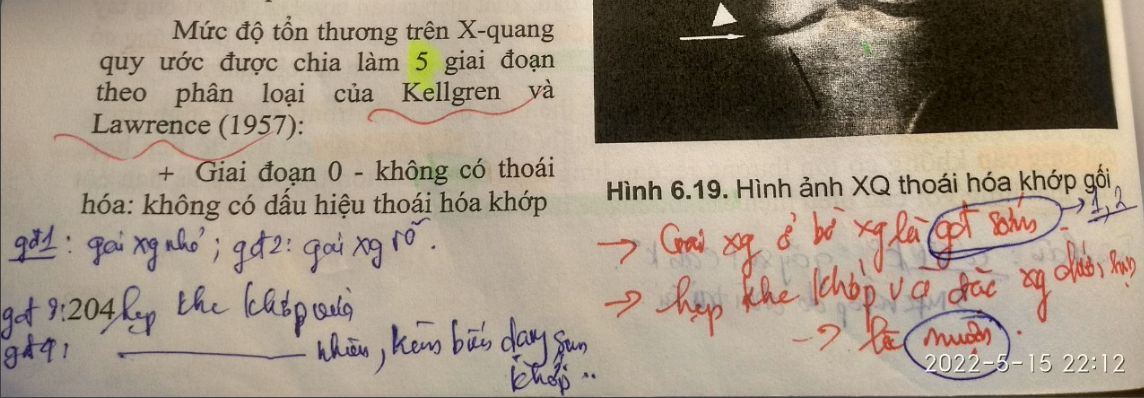 Mức độ tổn thương trên X-quang
quy ước được chia làm 5 giai đoạn
theo phân loại của Kellgren và
Lawrence (1957):
+ Giai đoạn 0 - không có thoái
hóa: không có dấu hiệu thoái hóa khớp
gđ1: gai xg nhỏ; gđ2: gai xg rõ.
204
gđ 3: hẹp khe khớp vừa
gđ4: nhiều, kèm biến dạng sụn
khớp
Hình 6.19. Hình ảnh XQ thoái hóa khớp gối
→ Gai xg ở bờ xg là gđ sớm → 1,2
→ hẹp khe khớp và đặc xg dưới sụn
→ là muộn.
2022-5-15 22:12